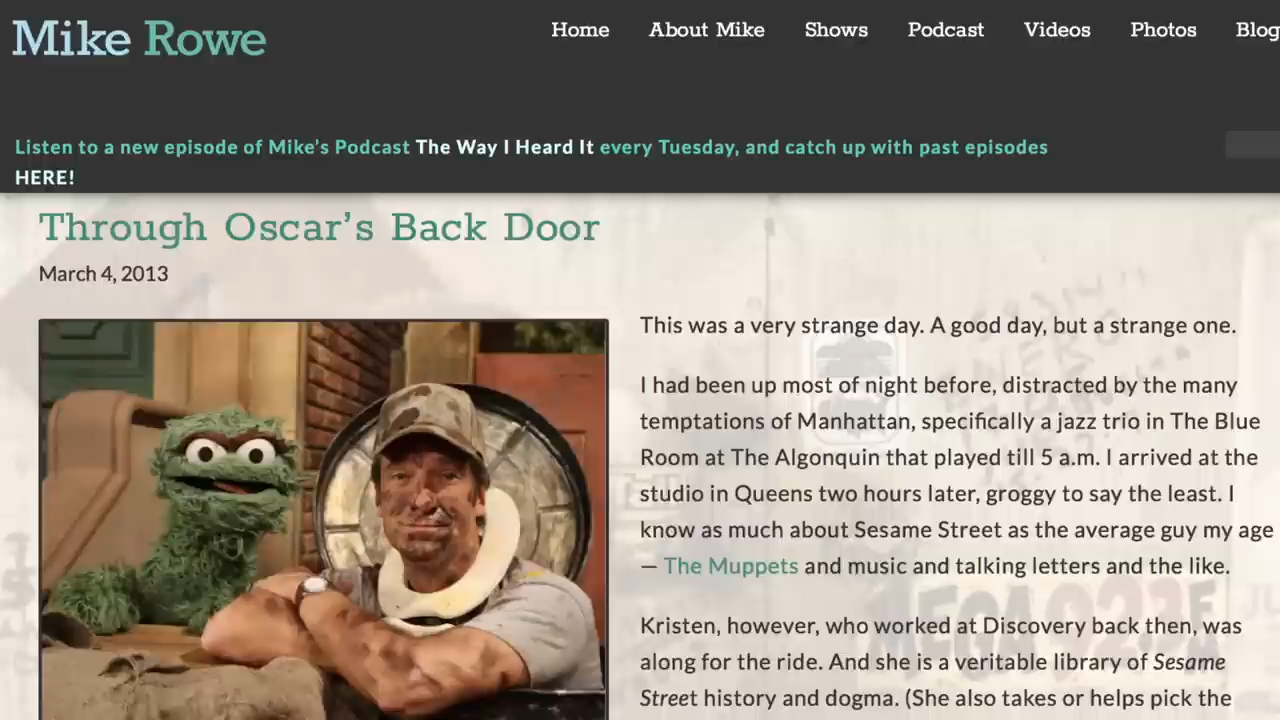 Mike Rowe
Home About Mike Shows Podcast Videos Photos Blog
Listen to a new episode of Mike's Podcast The Way I Heard It every Tuesday, and catch up with past episodes
HERE!
Through Oscar's Back Door
March 4, 2013
This was a very strange day. A good day, but a strange one.
I had been up most of night before, distracted by the many
temptations of Manhattan, specifically a jazz trio in The Blue
Room at The Algonquin that played till 5 a.m. I arrived at the
studio in Queens two hours later, groggy to say the least. I
know as much about Sesame Street as the average guy my age
— The Muppets and music and talking letters and the like.
Kristen, however, who worked at Discovery back then, was
along for the ride. And she is a veritable library of Sesame
Street history and dogma. (She also takes or helps pick the